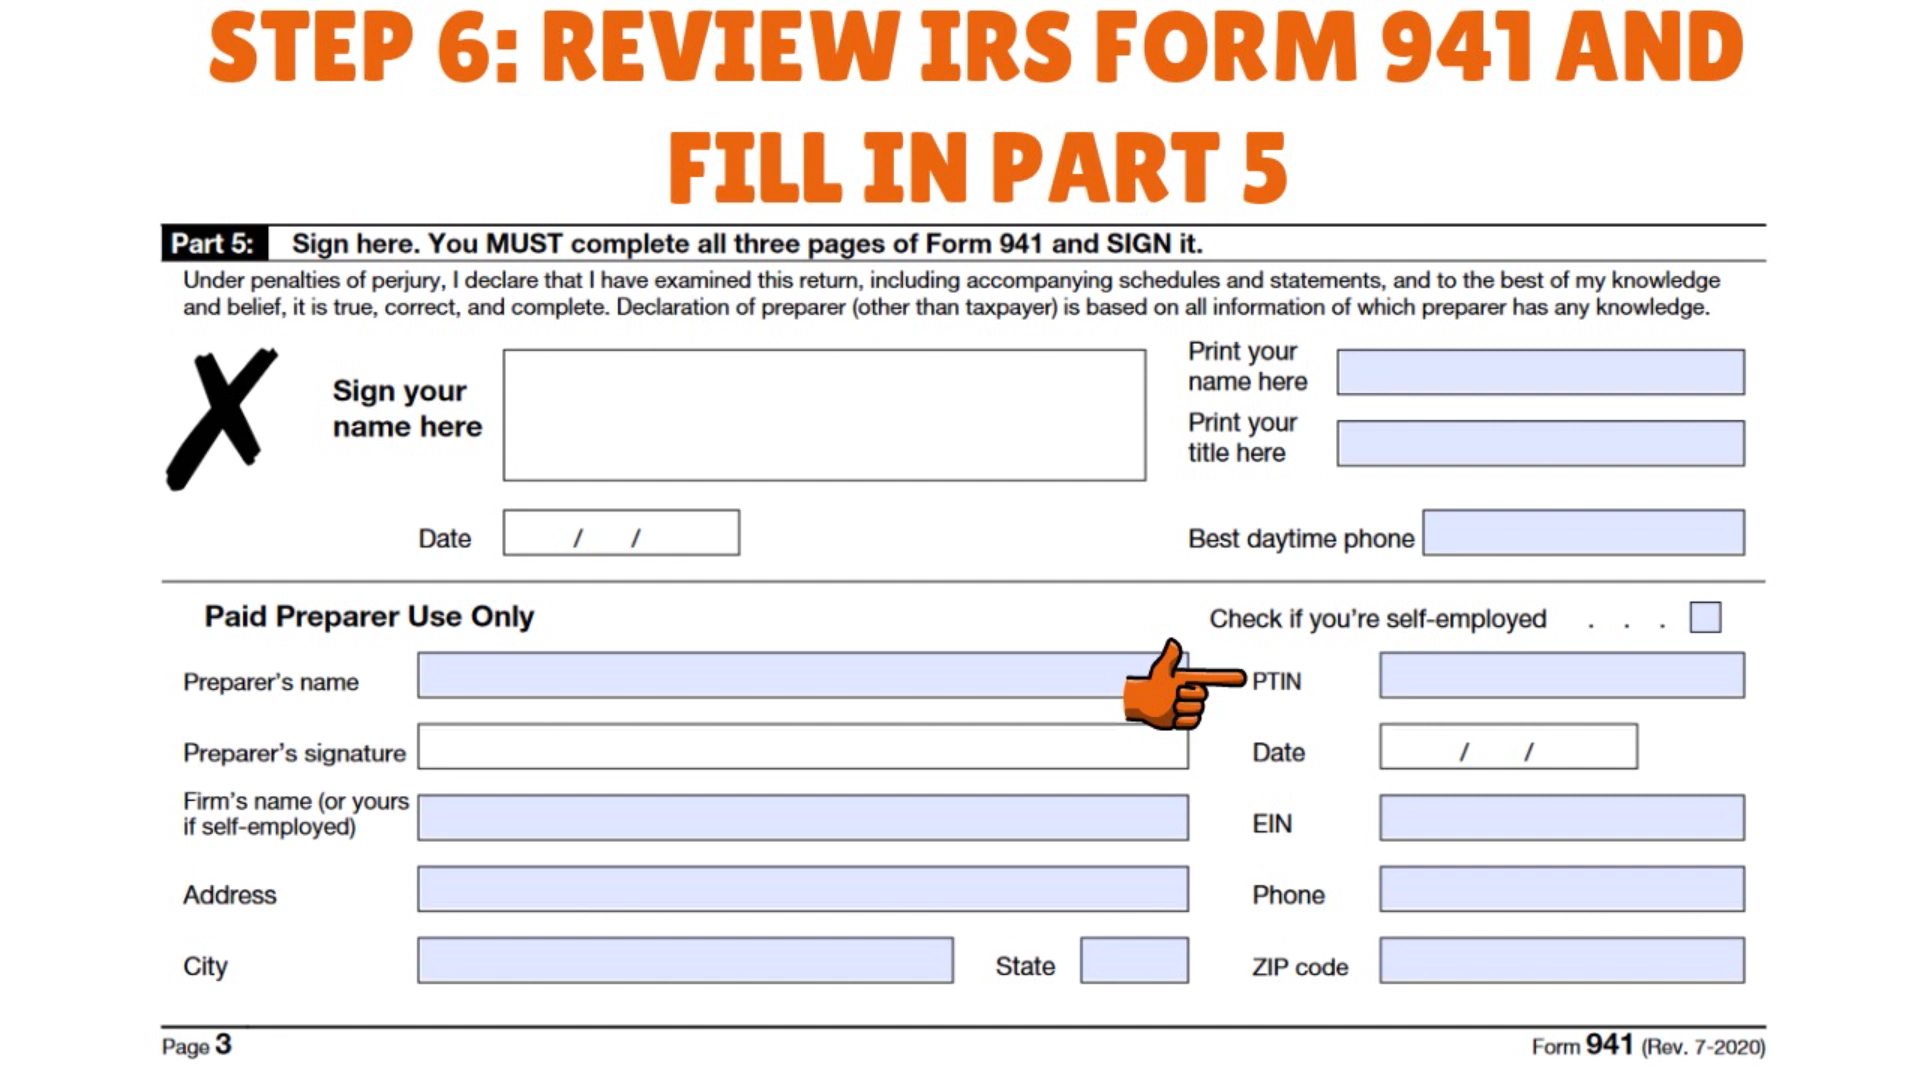 STEP 6: REVIEW IRS FORM 941 AND
FILL IN PART 5
Part 5: Sign here. You MUST complete all three pages of Form 941 and SIGN it.
Under penalties of perjury, I declare that I have examined this return, including accompanying schedules and statements, and to the best of my knowledge
and belief, it is true, correct, and complete. Declaration of preparer (other than taxpayer) is based on all information of which preparer has any knowledge.
Sign your
name here
Print your
name here
Print your
title here
Date / /
Best daytime phone
Paid Preparer Use Only
Check if you're self-employed . . .
Preparer's name
PTIN
Preparer's signature
Date / /
Firm's name (or yours
if self-employed)
EIN
Address
Phone
City
State
ZIP code
Page 3
Form 941 (Rev. 7-2020)